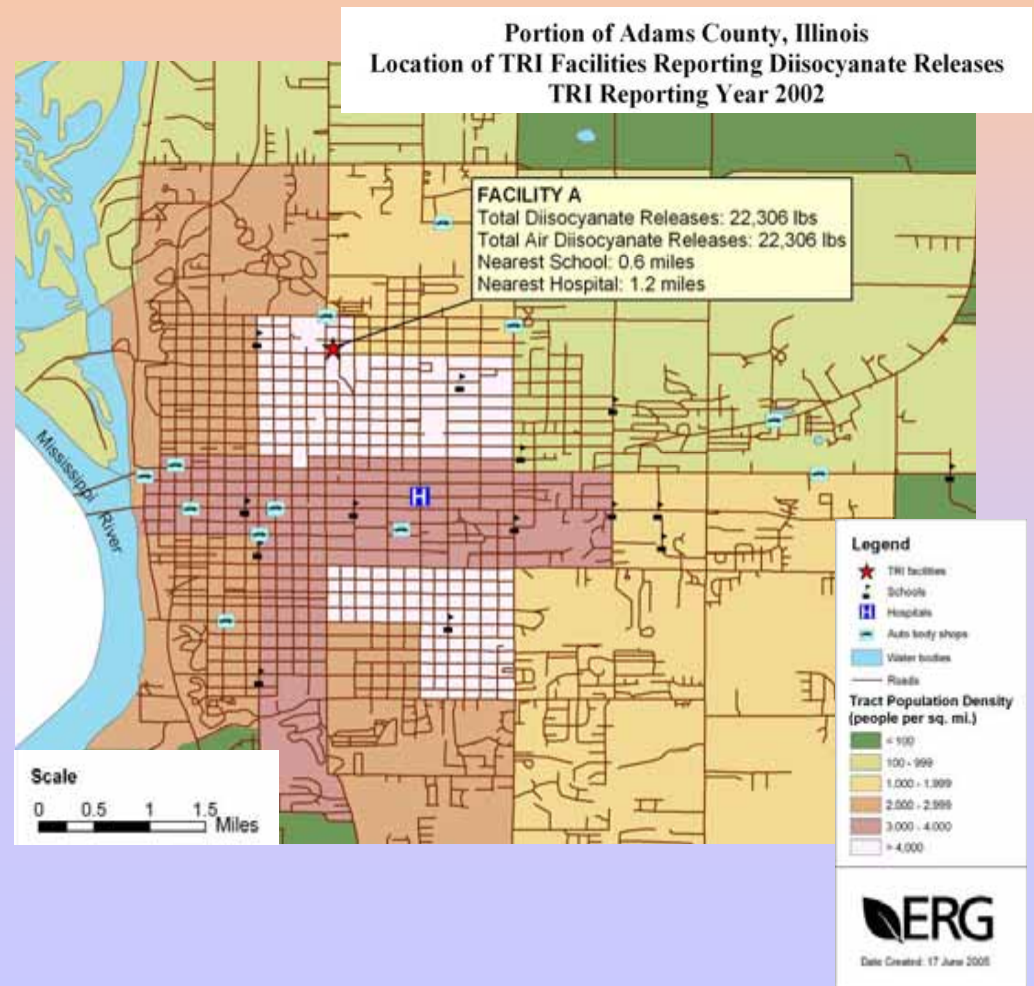 Portion of Adams County, Illinois
Location of TRI Facilities Reporting Diisocyanate Releases
TRI Reporting Year 2002
FACILITY A
Total Diisocyanate Releases: 22,306 lbs
Total Air Diisocyanate Releases: 22,306 lbs
Nearest School: 0.6 miles
Nearest Hospital: 1.2 miles
H
Mississippi
River
Legend
TRI facilities
Schools
H Hospitals
Auto body shops
Water bodies
Roads
Tract Population Density
(people per sq. mi.)
< 100
100 - 999
1,000 - 1,999
2,000 - 2,999
3,000 - 4,000
> 4,000
Scale
0 0.5 1 1.5 Miles
ERG
Date Created: 17 June 2005